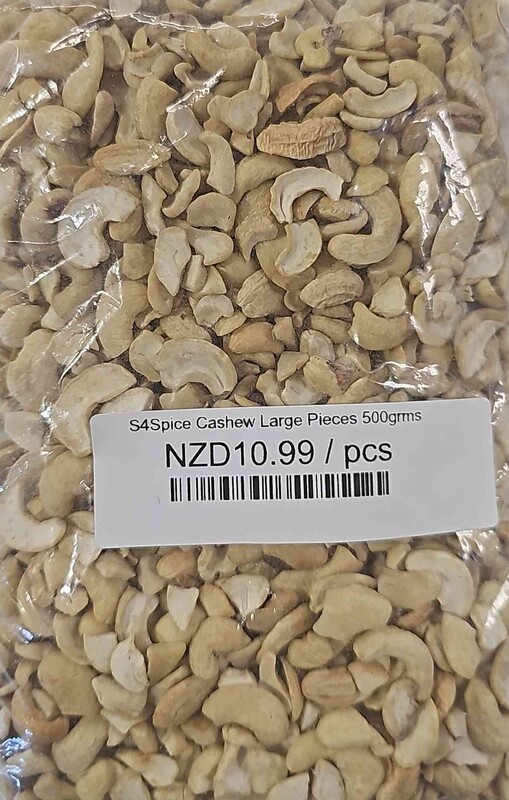 S4Spice Cashew Large Pieces 500grms
NZD10.99 / pcs